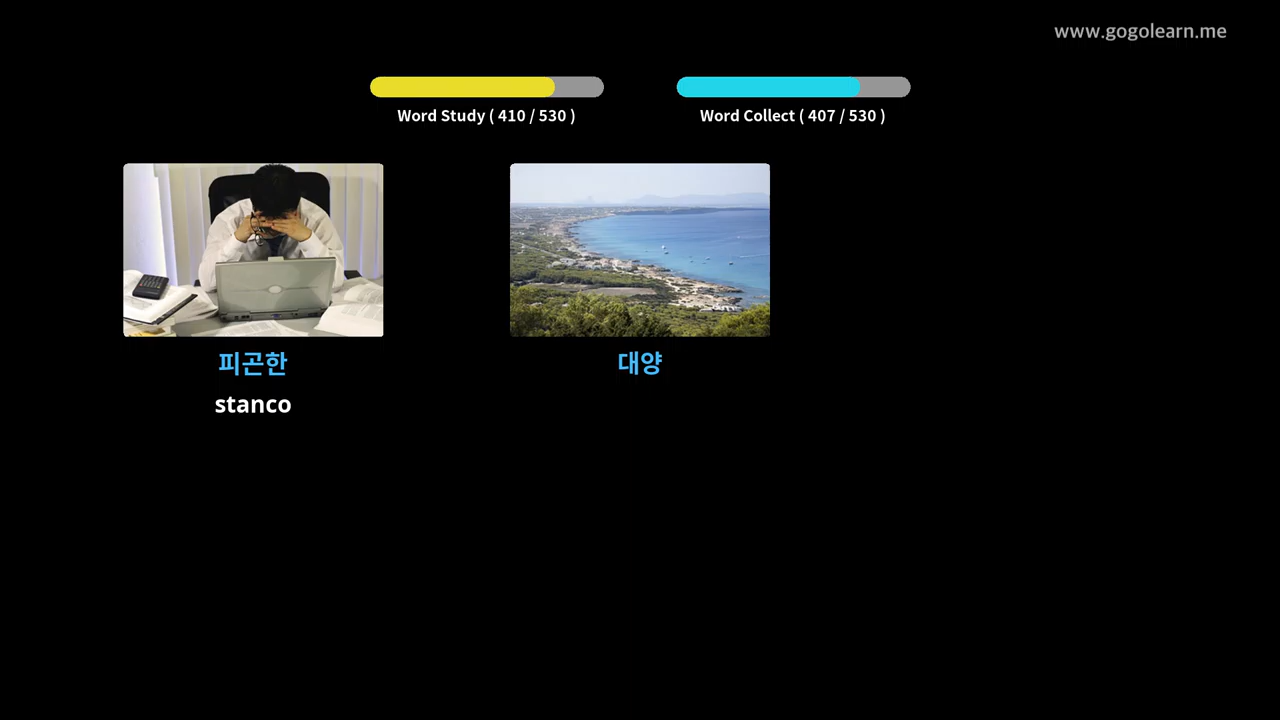 www.gogolearn.me
Word Study ( 410 / 530 )
Word Collect ( 407 / 530 )
피곤한
대양
stanco